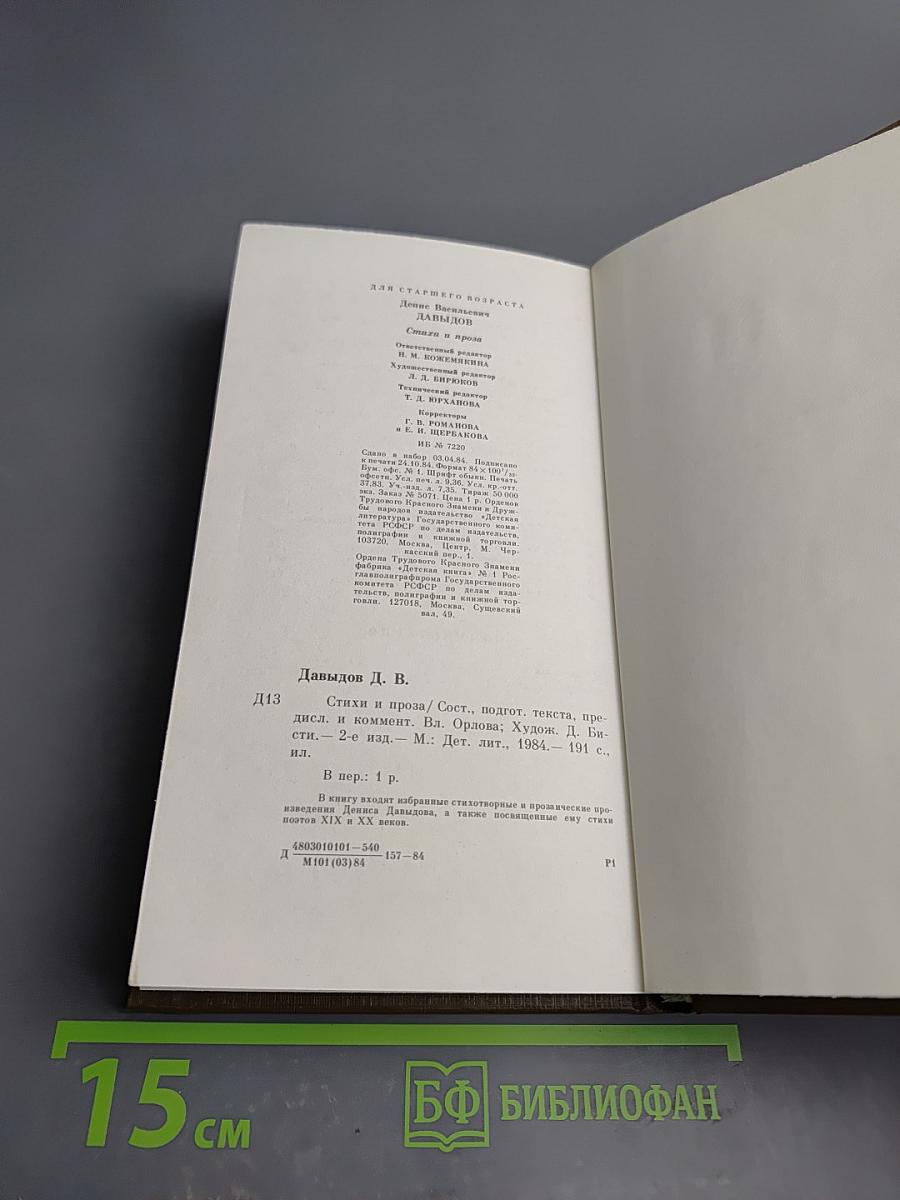 ДЛЯ СТАРШЕГО ВОЗРАСТА
Денис Васильевич
ДАВЫДОВ
Стихи и проза
Ответственный редактор
Н. М. КОЖЕМЯКИНА
Художественный редактор
Л. Д. БИРЮКОВ
Технический редактор
Т. Д. ЮРХАНОВА
Корректоры
Г. В. РОМАНОВА
и Е. И. ЩЕРБАКОВА
ИБ № 7220
Сдано в набор 03.04.84. Подписано
к печати 24.10.84. Формат 84×100¹/₃₂.
Бум. офс. № 1. Шрифт обыкн. Печать
офсетн. Усл. печ. л. 9,36. Усл. кр.-отт.
37,83. Уч.-изд. л. 7,35. Тираж 50 000
экз. Заказ № 5071. Цена 1 р. Орденов
Трудового Красного Знамени и Друж-
бы народов издательство «Детская
литература» Государственного коми-
тета РСФСР по делам издательств,
полиграфии и книжной торговли.
103720, Москва, Центр, М. Чер-
касский пер., 1.
Ордена Трудового Красного Знамени
фабрика «Детская книга» № 1 Рос-
главполиграфпрома Государственного
комитета РСФСР по делам изда-
тельств, полиграфии и книжной тор-
говли. 127018, Москва, Сущевский
вал, 49.
Давыдов Д. В.
Д13 Стихи и проза/ Сост., подгот. текста, пре-
дисл. и коммент. Вл. Орлова; Худож. Д. Би-
сти.— 2-е изд.— М.: Дет. лит., 1984.— 191 с.,
ил.
В пер.: 1 р.
В книгу входят избранные стихотворные и прозаические про-
изведения Дениса Давыдова, а также посвященные ему стихи
поэтов XIX и XX веков.
4803010101—540
Д 157—84
М101(03)84
Р1
15 см
БФ БИБЛИОФАН